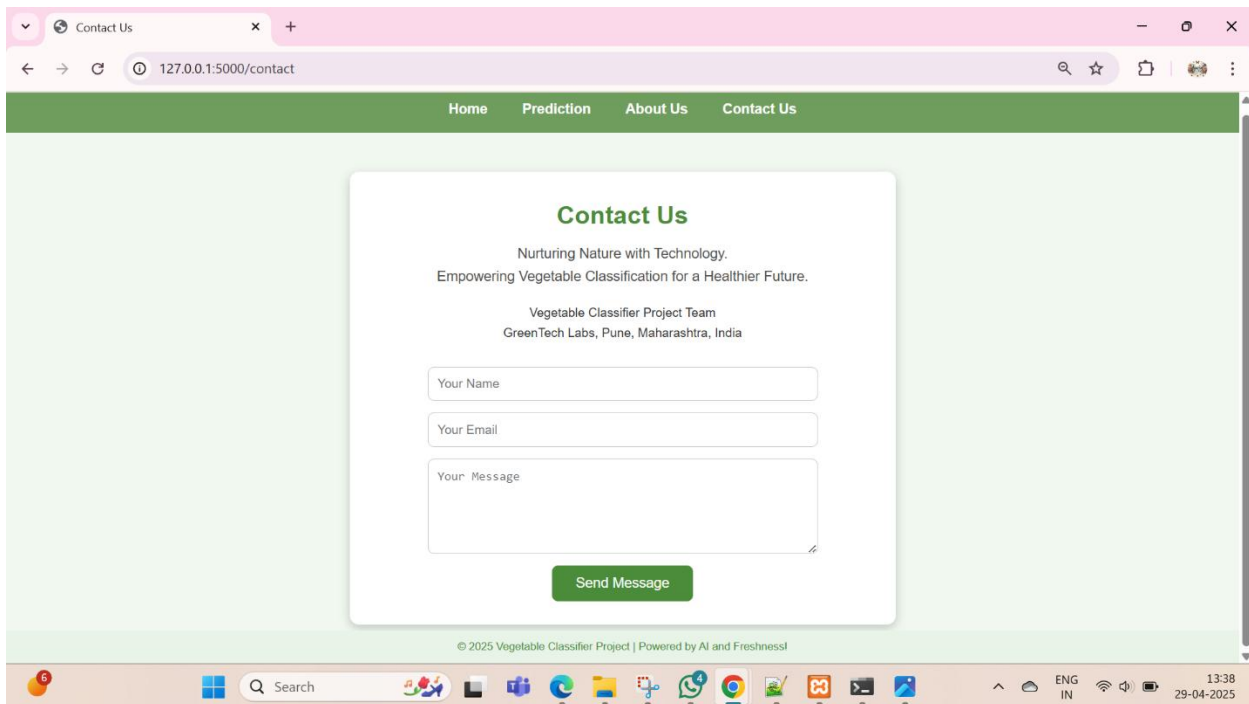 Contact Us
127.0.0.1:5000/contact
Home Prediction About Us Contact Us
Contact Us
Nurturing Nature with Technology.
Empowering Vegetable Classification for a Healthier Future.
Vegetable Classifier Project Team
GreenTech Labs, Pune, Maharashtra, India
Your Name
Your Email
Your Message
Send Message
© 2025 Vegetable Classifier Project | Powered by AI and Freshness!
6
Search
4
ENG
IN
13:38
29-04-2025